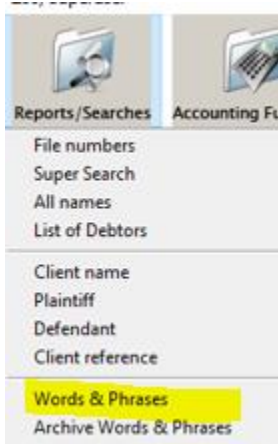 Reports/Searches Accounting
File numbers
Super Search
All names
List of Debtors
Client name
Plaintiff
Defendant
Client reference
Words & Phrases
Archive Words & Phrases